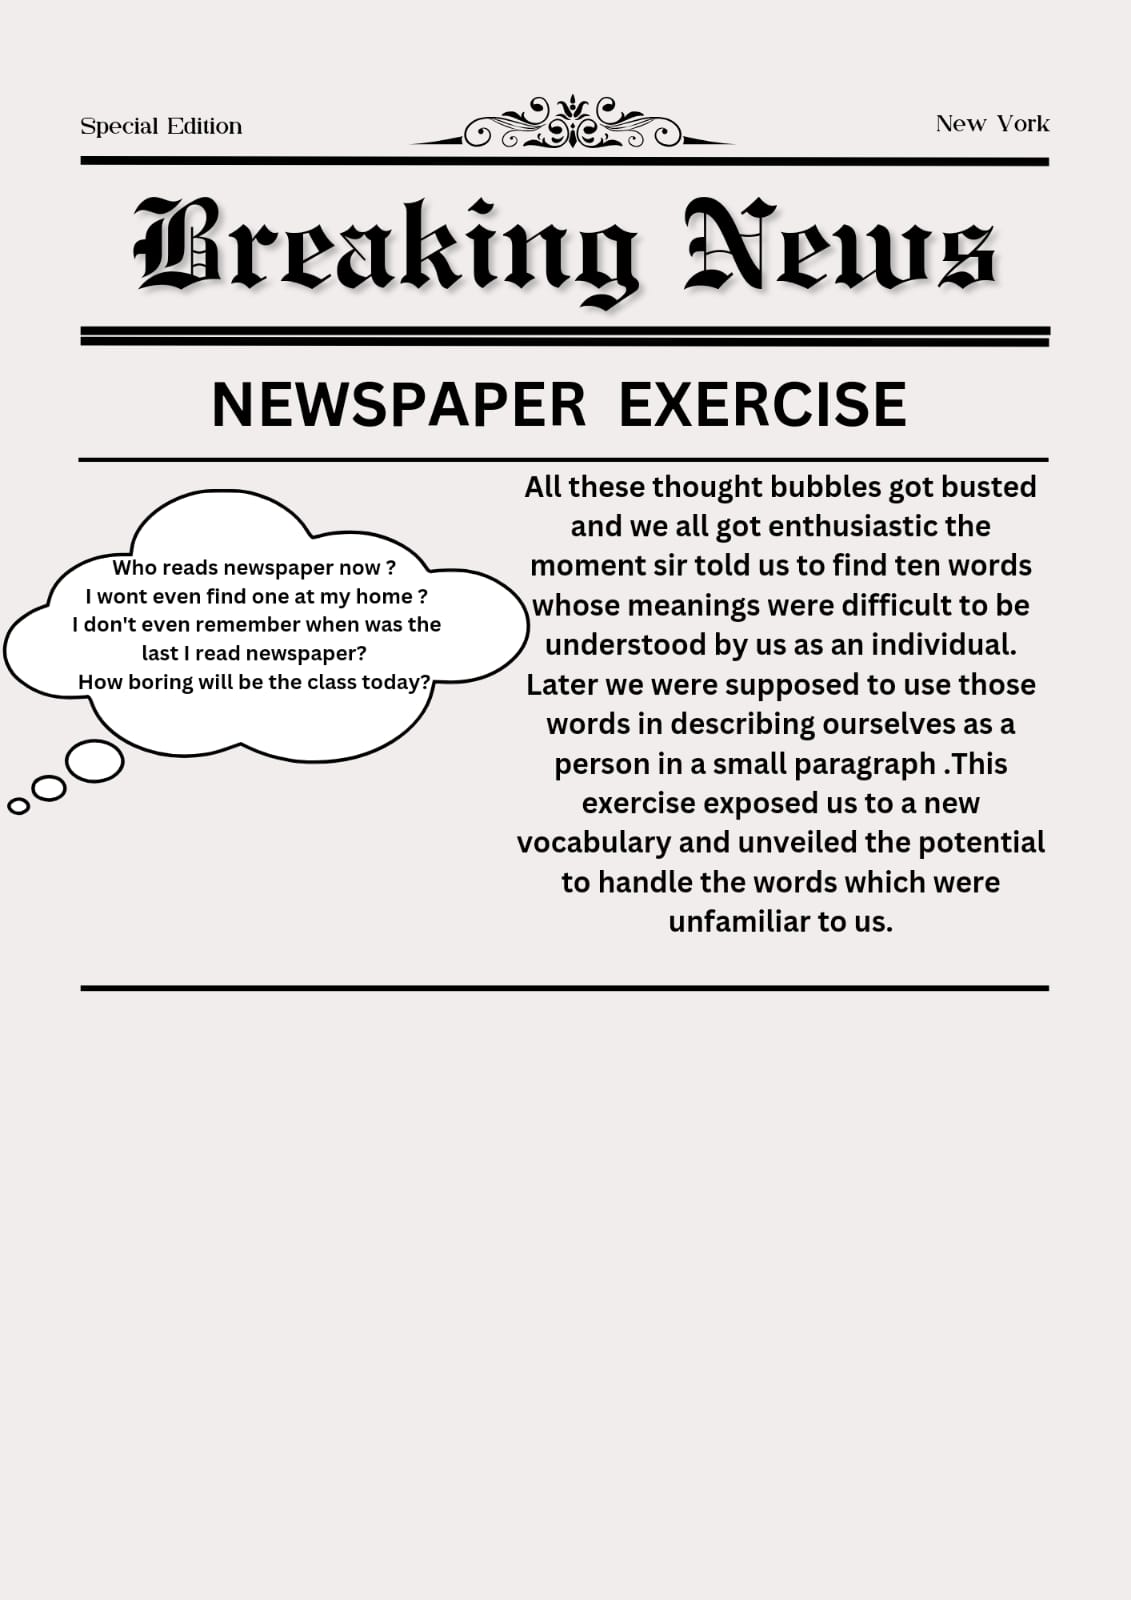 Special Edition
New York
Breaking News
NEWSPAPER EXERCISE
Who reads newspaper now ?
I wont even find one at my home ?
I don't even remember when was the
last I read newspaper?
How boring will be the class today?
All these thought bubbles got busted
and we all got enthusiastic the
moment sir told us to find ten words
whose meanings were difficult to be
understood by us as an individual.
Later we were supposed to use those
words in describing ourselves as a
person in a small paragraph .This
exercise exposed us to a new
vocabulary and unveiled the potential
to handle the words which were
unfamiliar to us.